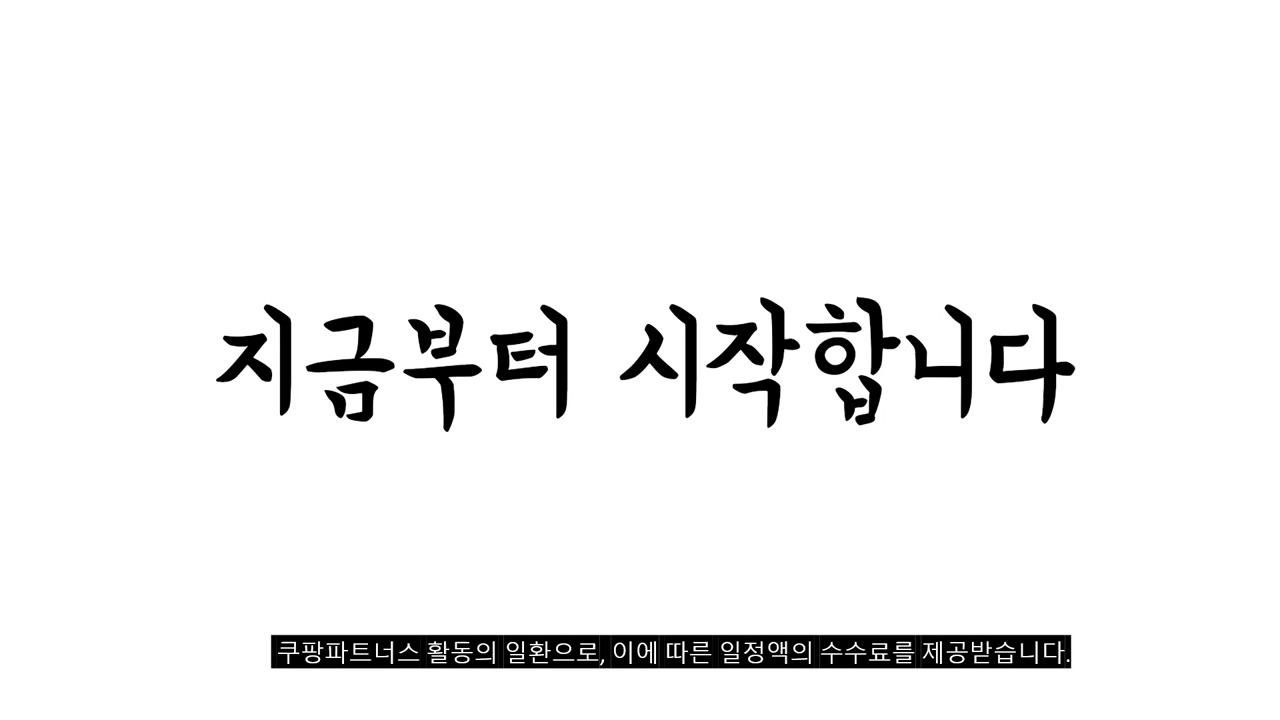 지금부터 시작합니다
쿠팡파트너스 활동의 일환으로, 이에 따른 일정액의 수수료를 제공받습니다.